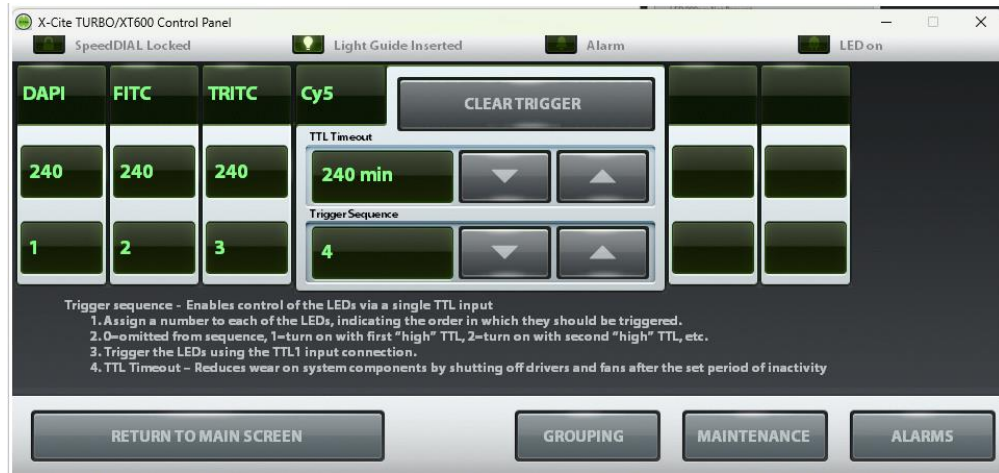 X-Cite TURBO/XT600 Control Panel
SpeedDIAL Locked
Light Guide Inserted
Alarm
LED on
DAPI
FITC
TRITC
Cy5
CLEAR TRIGGER
TTL Timeout
240
240
240
240 min
Trigger Sequence
1
2
3
4
Trigger sequence - Enables control of the LEDs via a single TTL input
1. Assign a number to each of the LEDs, indicating the order in which they should be triggered.
2. 0=omitted from sequence, 1=turn on with first "high" TTL, 2=turn on with second "high" TTL, etc.
3. Trigger the LEDs using the TTL1 input connection.
4. TTL Timeout – Reduces wear on system components by shutting off drivers and fans after the set period of inactivity
RETURN TO MAIN SCREEN
GROUPING
MAINTENANCE
ALARMS